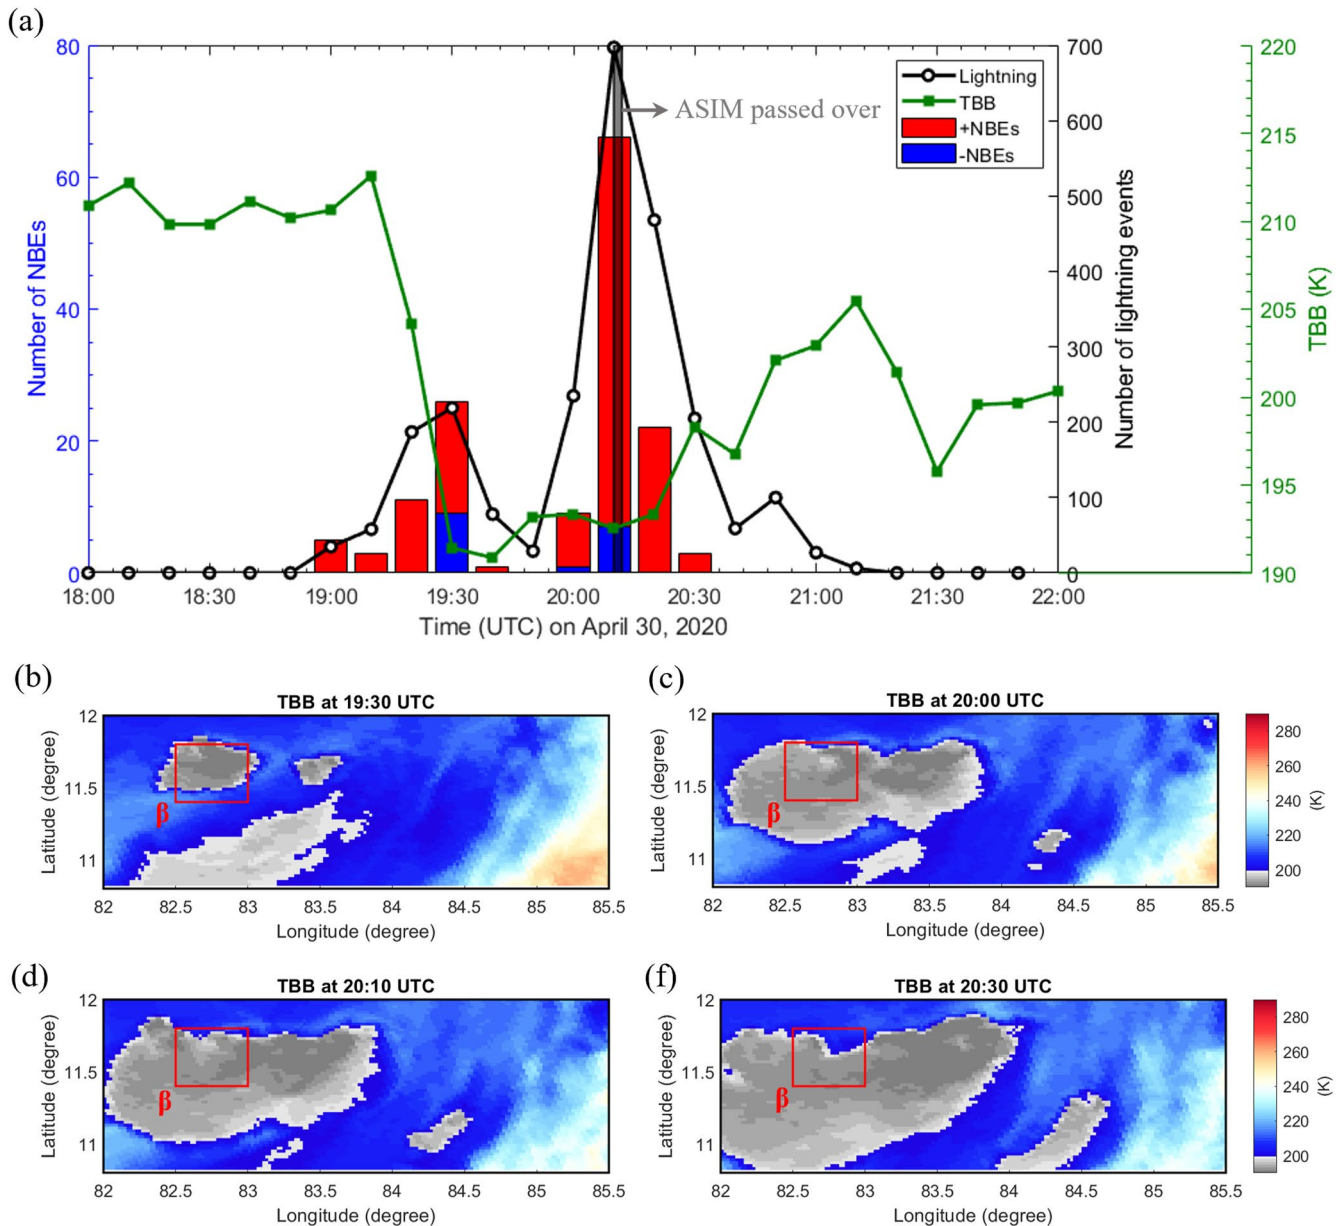 (a)
80
60
40
20
0
Number of NBEs
700
600
500
400
300
200
100
0
Number of lightning events
220
215
210
205
200
195
190
TBB (K)
Lightning
TBB
+NBEs
-NBEs
ASIM passed over
18:00 18:30 19:00 19:30 20:00 20:30 21:00 21:30 22:00
Time (UTC) on April 30, 2020
(b)
TBB at 19:30 UTC
12
11.5
11
Latitude (degree)
β
82 82.5 83 83.5 84 84.5 85 85.5
Longitude (degree)
(c)
TBB at 20:00 UTC
12
11.5
11
Latitude (degree)
β
82 82.5 83 83.5 84 84.5 85 85.5
Longitude (degree)
280
260
240
220
200
(K)
(d)
TBB at 20:10 UTC
12
11.5
11
Latitude (degree)
β
82 82.5 83 83.5 84 84.5 85 85.5
Longitude (degree)
(f)
TBB at 20:30 UTC
12
11.5
11
Latitude (degree)
β
82 82.5 83 83.5 84 84.5 85 85.5
Longitude (degree)
280
260
240
220
200
(K)